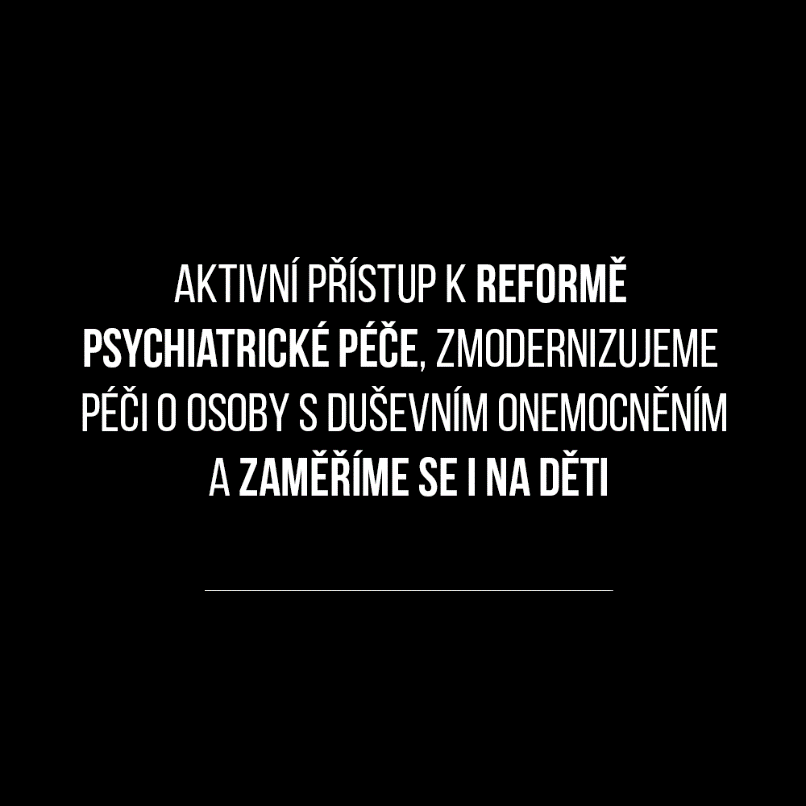 AKTIVNÍ PŘÍSTUP K REFORMĚ
PSYCHIATRICKÉ PÉČE, ZMODERNIZUJEME
PÉČI O OSOBY S DUŠEVNÍM ONEMOCNĚNÍM
A ZAMĚŘÍME SE I NA DĚTI